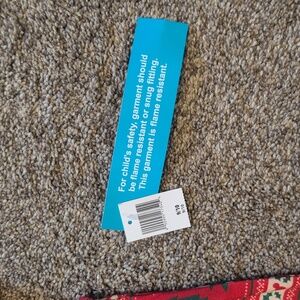 For child's safety, garment should
be flame resistant or snug fitting.
This garment is flame resistant.